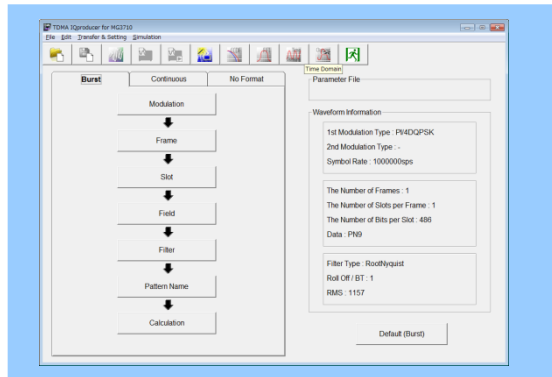 TDMA IQproducer for MG3710
File Edit Transfer & Setting Simulation
Time Domain
Burst Continuous No Format
Modulation
Frame
Slot
Field
Filter
Pattern Name
Calculation
Parameter File
Waveform Information
1st Modulation Type : PI/4DQPSK
2nd Modulation Type : -
Symbol Rate : 1000000sps
The Number of Frames : 1
The Number of Slots per Frame : 1
The Number of Bits per Slot : 486
Data : PN9
Filter Type : RootNyquist
Roll Off / BT : 1
RMS : 1157
Default (Burst)